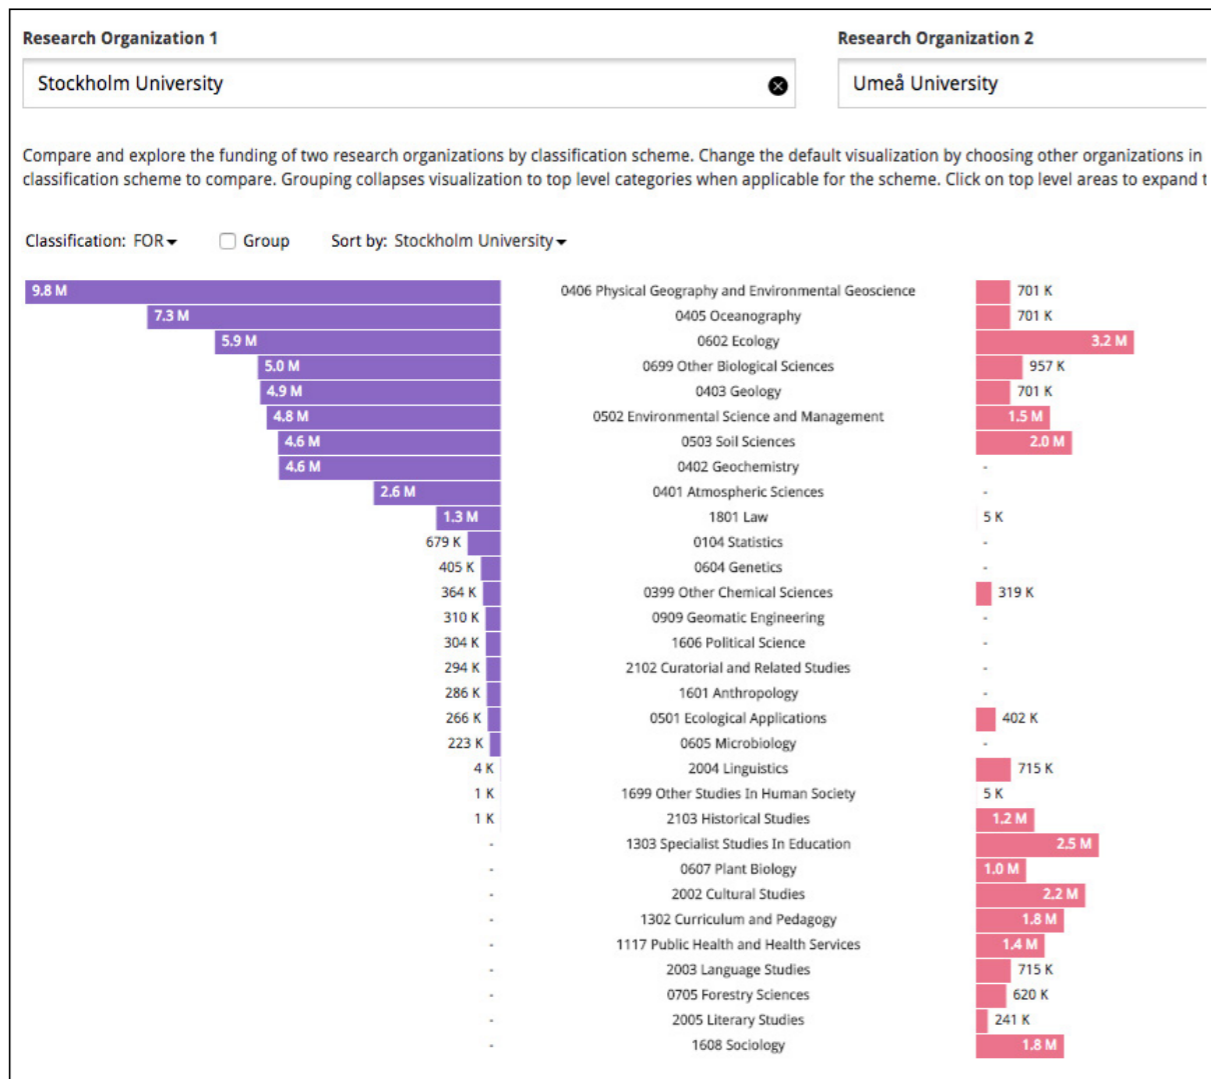 Research Organization 1 Research Organization 2
Stockholm University Umeå University
Compare and explore the funding of two research organizations by classification scheme. Change the default visualization by choosing other organizations in
classification scheme to compare. Grouping collapses visualization to top level categories when applicable for the scheme. Click on top level areas to expand t
Classification: FOR Group Sort by: Stockholm University
9.8 M 0406 Physical Geography and Environmental Geoscience 701 K
7.3 M 0405 Oceanography 701 K
5.9 M 0602 Ecology 3.2 M
5.0 M 0699 Other Biological Sciences 957 K
4.9 M 0403 Geology 701 K
4.8 M 0502 Environmental Science and Management 1.5 M
4.6 M 0503 Soil Sciences 2.0 M
4.6 M 0402 Geochemistry -
2.6 M 0401 Atmospheric Sciences -
1.3 M 1801 Law 5 K
679 K 0104 Statistics -
405 K 0604 Genetics -
364 K 0399 Other Chemical Sciences 319 K
310 K 0909 Geomatic Engineering -
304 K 1606 Political Science -
294 K 2102 Curatorial and Related Studies -
286 K 1601 Anthropology -
266 K 0501 Ecological Applications 402 K
223 K 0605 Microbiology -
4 K 2004 Linguistics 715 K
1 K 1699 Other Studies In Human Society 5 K
1 K 2103 Historical Studies 1.2 M
- 1303 Specialist Studies In Education 2.5 M
- 0607 Plant Biology 1.0 M
- 2002 Cultural Studies 2.2 M
- 1302 Curriculum and Pedagogy 1.8 M
- 1117 Public Health and Health Services 1.4 M
- 2003 Language Studies 715 K
- 0705 Forestry Sciences 620 K
- 2005 Literary Studies 241 K
- 1608 Sociology 1.8 M